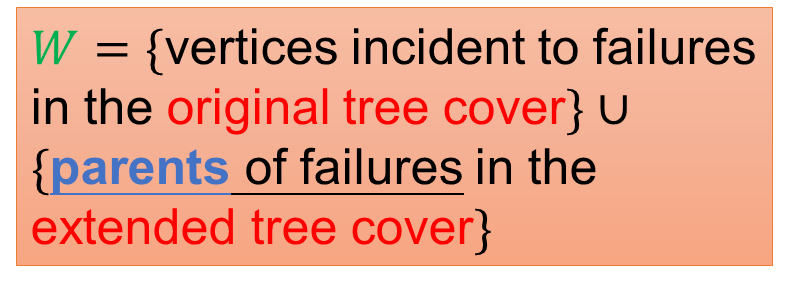 W = {vertices incident to failures
in the original tree cover} ∪
{parents of failures in the
extended tree cover}